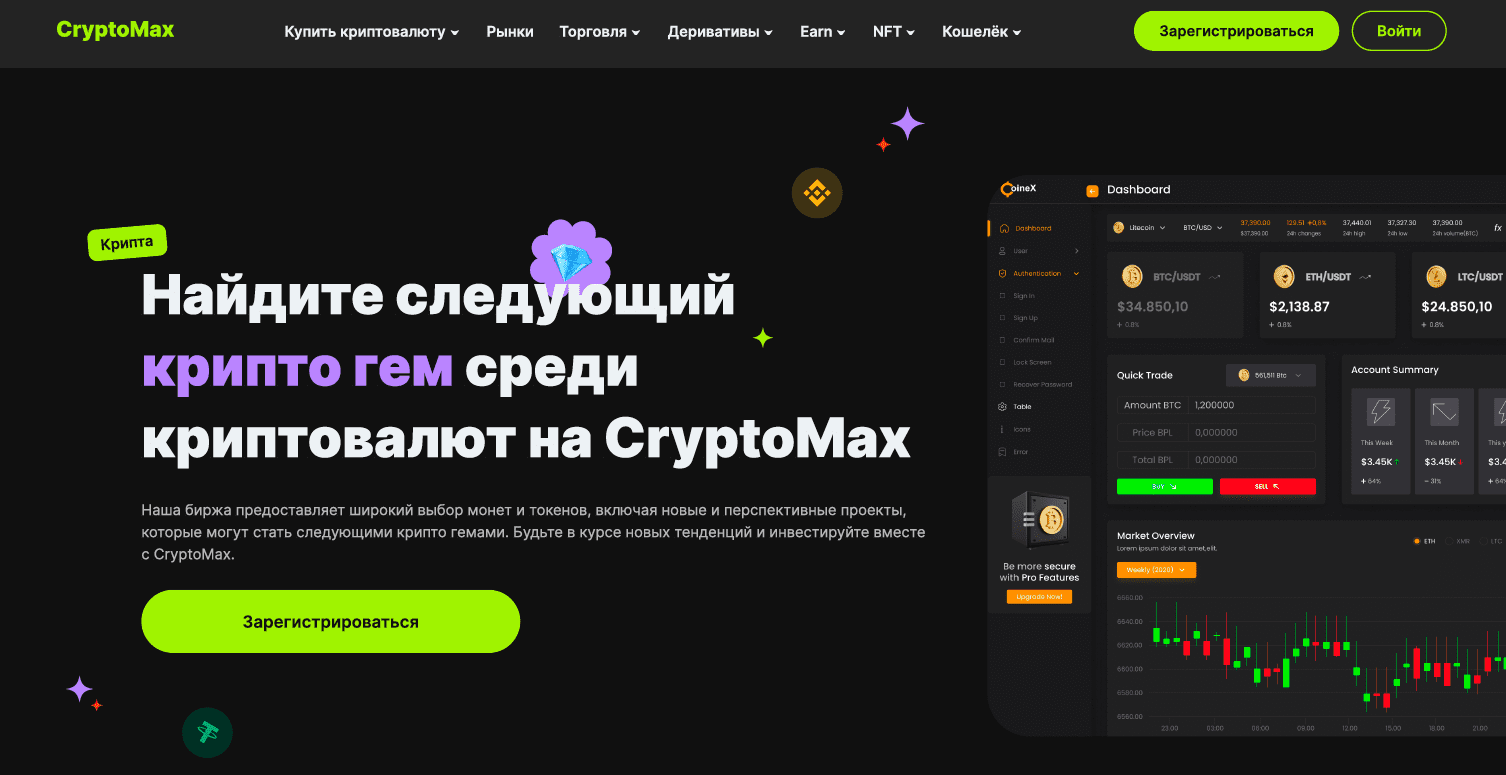 CryptoMax
Купить криптовалюту
Рынки
Торговля
Деривативы
Earn
NFT
Кошелёк
Зарегистрироваться
Войти
Крипта
Найдите следующий
крипто гем среди
криптовалют на CryptoMax
Наша биржа предоставляет широкий выбор монет и токенов, включая новые и перспективные проекты,
которые могут стать следующими крипто гемами. Будьте в курсе новых тенденций и инвестируйте вместе
с CryptoMax.
Зарегистрироваться
oineX
Dashboard
Dashboard
User
Authentication
Sign In
Sign Up
Confirm Mail
Lock Screen
Recover Password
Table
Icons
Error
Be more secure
with Pro Features
Upgrade Now!
Litecoin
BTC/USD
37,390.00
$37,390.00
129.51 +0,8%
24h changes
37,440.01
24h high
37,327.30
24h low
37,390.00
24h volume(BTC)
fx
BTC/USDT
$34.850,10
+ 0.8%
ETH/USDT
$2,138.87
+ 0.8%
LTC/USDT
$24.850,10
+ 0.8%
Quick Trade
561,511 Btc
Amount BTC 1,200000
Price BPL 0,000000
Total BPL 0,000000
BUY
SELL
Account Summary
This Week
$3.45K
+ 64%
This Month
$3.45K
- 31%
This y
$3.4
+ 64%
Market Overview
Lorem ipsum dolor sit amet,elit.
ETH
XMR
LTC
Weekly (2020)
6660.00
6640.00
6620.00
6600.00
6580.00
6560.00
23.00 03:00 06:00 09:00 12.00 15.00 18.00 21.00